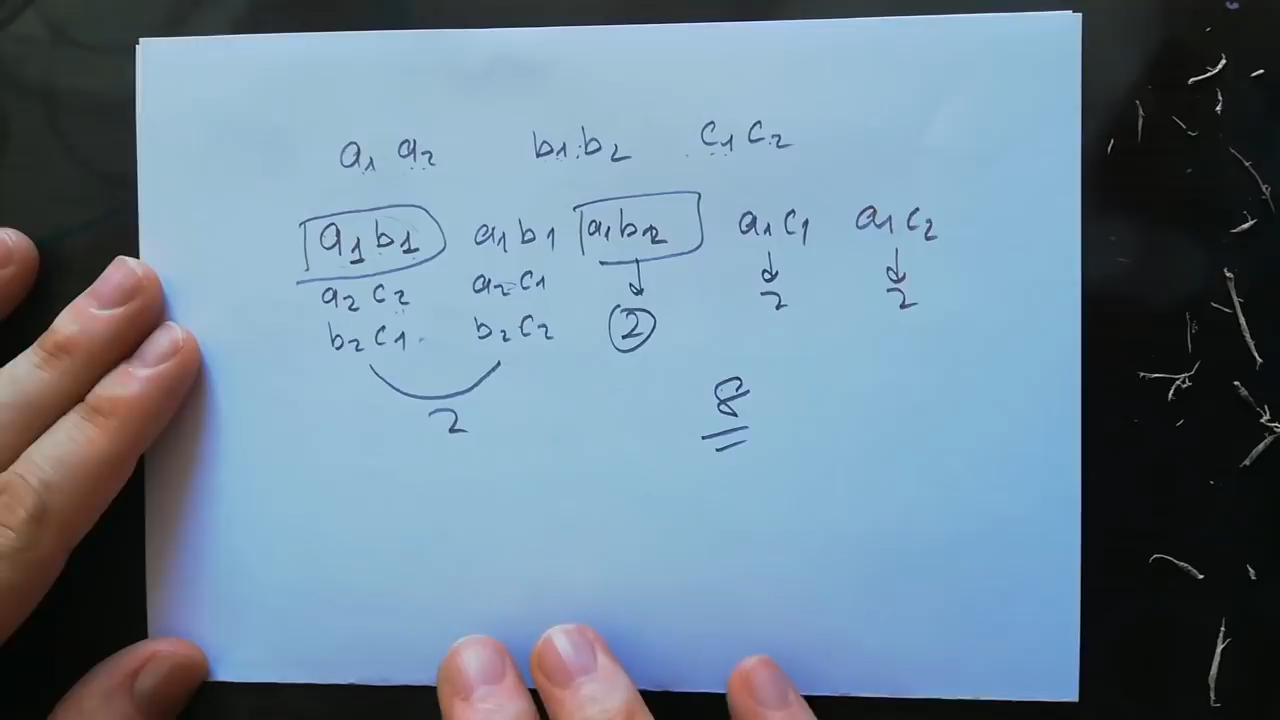 a1 a2 b1 b2 c1 c2
a1 b1 a1 b1 a1 b2 a1 c1 a1 c2
a2 c2 a2 c1 2 2
b2 c1 b2 c2 2
2 8